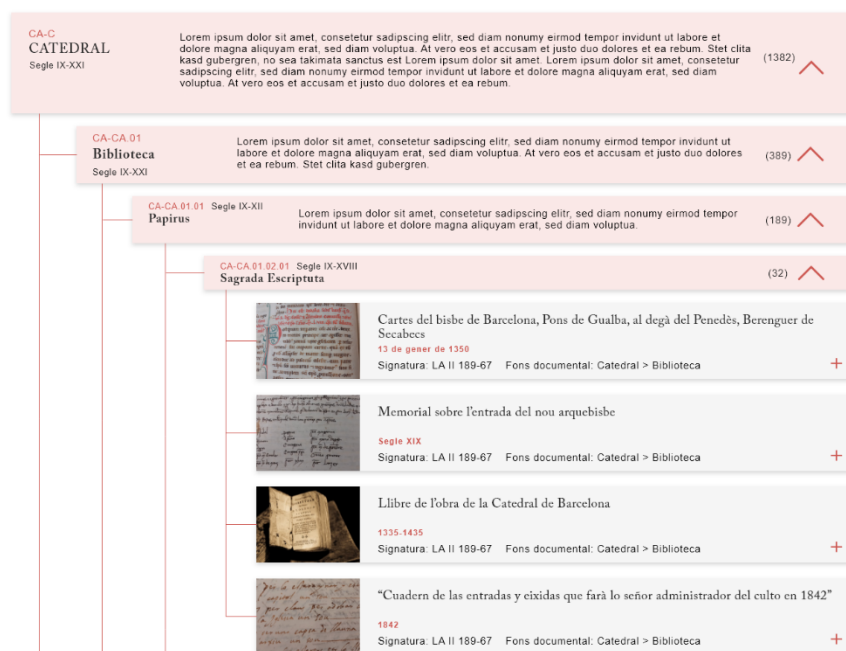 CA-C
CATEDRAL
Segle IX-XXI
Lorem ipsum dolor sit amet, consetetur sadipscing elitr, sed diam nonumy eirmod tempor invidunt ut labore et
dolore magna aliquyam erat, sed diam voluptua. At vero eos et accusam et justo duo dolores et ea rebum. Stet clita
kasd gubergren, no sea takimata sanctus est Lorem ipsum dolor sit amet. Lorem ipsum dolor sit amet, consetetur
sadipscing elitr, sed diam nonumy eirmod tempor invidunt ut labore et dolore magna aliquyam erat, sed diam
voluptua. At vero eos et accusam et justo duo dolores et ea rebum.
(1382)
CA-CA.01
Biblioteca
Segle IX-XXI
Lorem ipsum dolor sit amet, consetetur sadipscing elitr, sed diam nonumy eirmod tempor invidunt ut
labore et dolore magna aliquyam erat, sed diam voluptua. At vero eos et accusam et justo duo dolores
et ea rebum. Stet clita kasd gubergren.
(389)
CA-CA.01.01 Segle IX-XII
Papirus
Lorem ipsum dolor sit amet, consetetur sadipscing elitr, sed diam nonumy eirmod tempor
invidunt ut labore et dolore magna aliquyam erat, sed diam voluptua.
(189)
CA-CA.01.02.01 Segle IX-XVIII
Sagrada Escriptuta
(32)
Cartes del bisbe de Barcelona, Pons de Gualba, al degà del Penedès, Berenguer de
Secabecs
13 de gener de 1350
Signatura: LA II 189-67 Fons documental: Catedral > Biblioteca
+
Memorial sobre l’entrada del nou arquebisbe
Segle XIX
Signatura: LA II 189-67 Fons documental: Catedral > Biblioteca
+
Llibre de l’obra de la Catedral de Barcelona
1335-1435
Signatura: LA II 189-67 Fons documental: Catedral > Biblioteca
+
“Cuadern de las entradas y eixidas que farà lo señor administrador del culto en 1842”
1842
Signatura: LA II 189-67 Fons documental: Catedral > Biblioteca
+